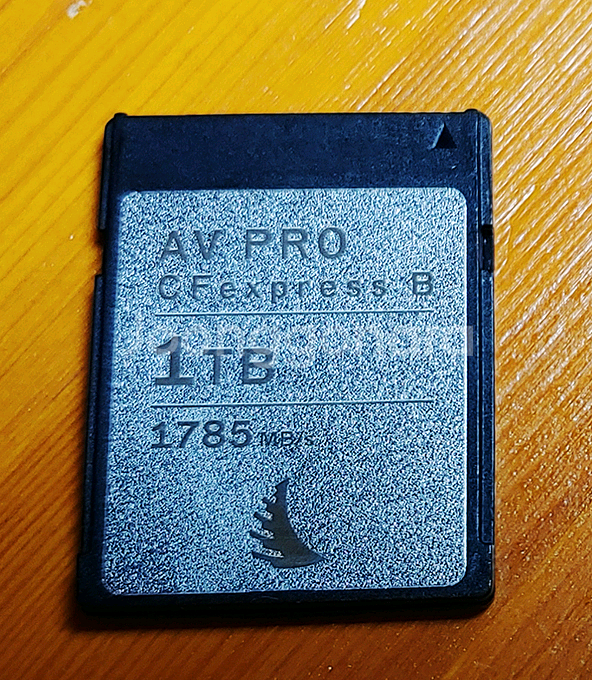 AV PRO
CFexpress B
1TB
1785 MB/s